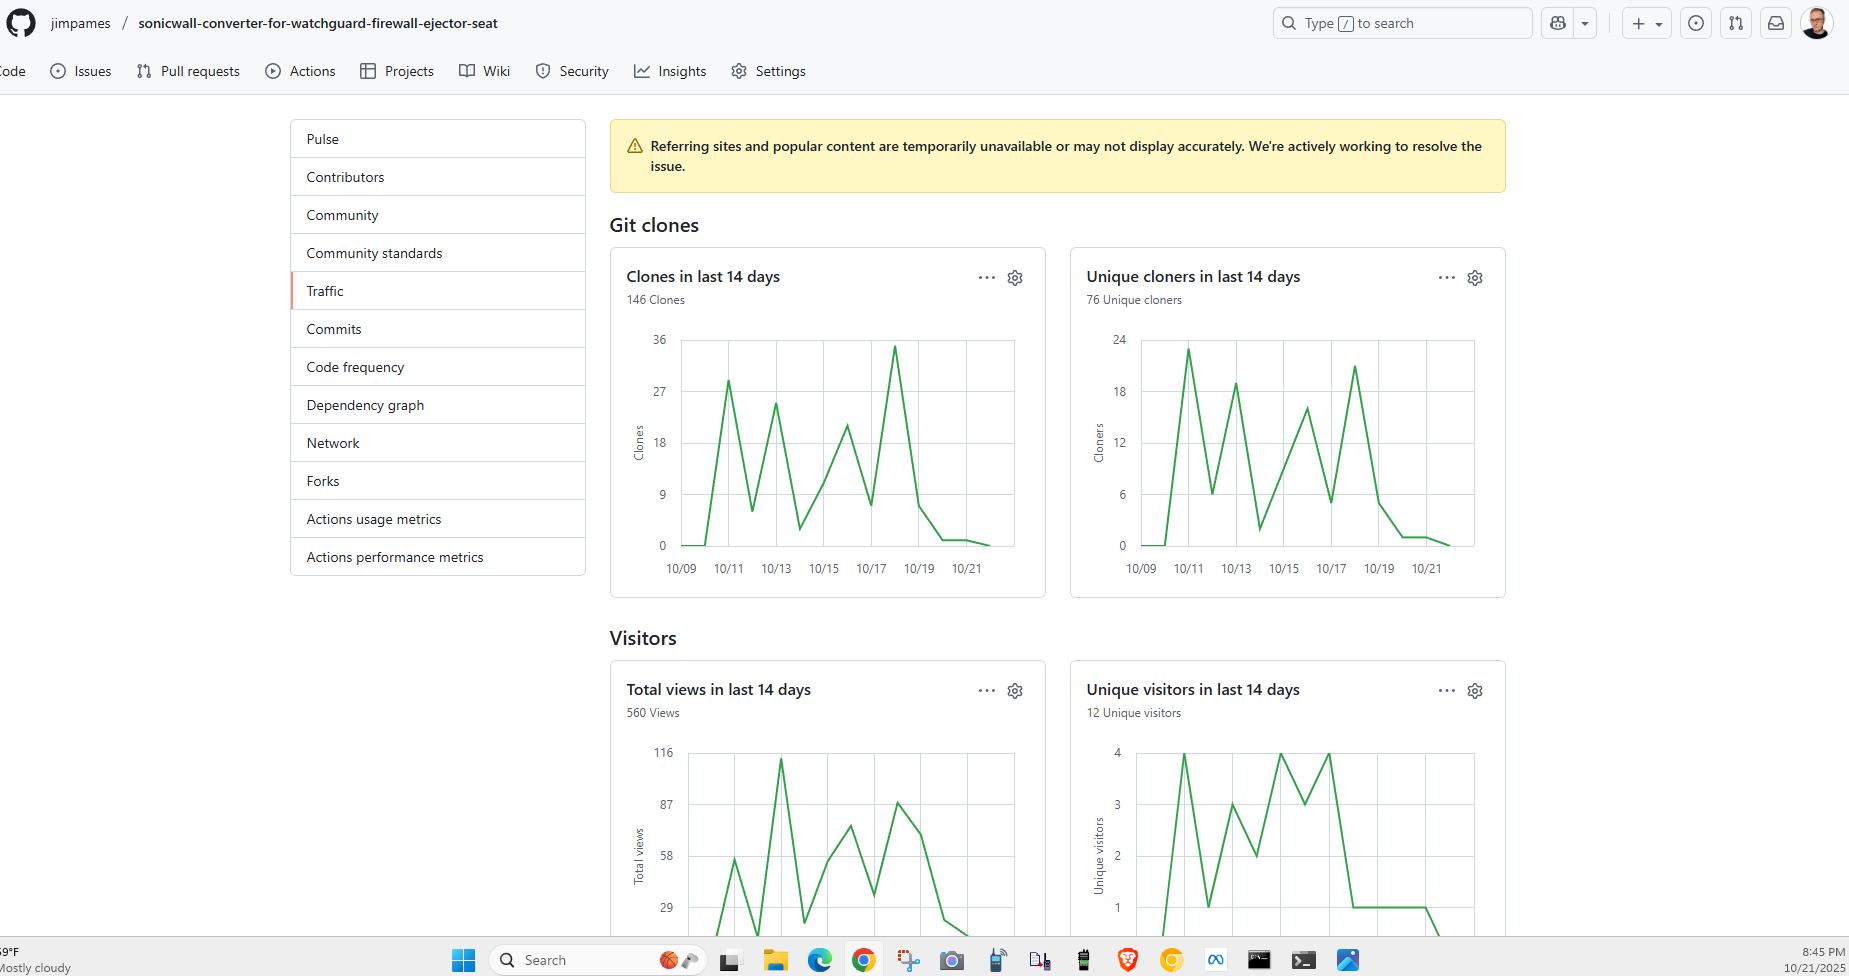 jimpames / sonicwall-converter-for-watchguard-firewall-ejector-seat
Type / to search
ode Issues Pull requests Actions Projects Wiki Security Insights Settings
Pulse
Contributors
Community
Community standards
Traffic
Commits
Code frequency
Dependency graph
Network
Forks
Actions usage metrics
Actions performance metrics
Referring sites and popular content are temporarily unavailable or may not display accurately. We're actively working to resolve the
issue.
Git clones
Clones in last 14 days
146 Clones
36
27
18
9
0
Clones
10/09 10/11 10/13 10/15 10/17 10/19 10/21
Unique cloners in last 14 days
76 Unique cloners
24
18
12
6
0
Cloners
10/09 10/11 10/13 10/15 10/17 10/19 10/21
Visitors
Total views in last 14 days
560 Views
116
87
58
29
Total views
Unique visitors in last 14 days
12 Unique visitors
4
3
2
1
Unique visitors
59°F
Mostly cloudy
Search
8:45 PM
10/21/2025